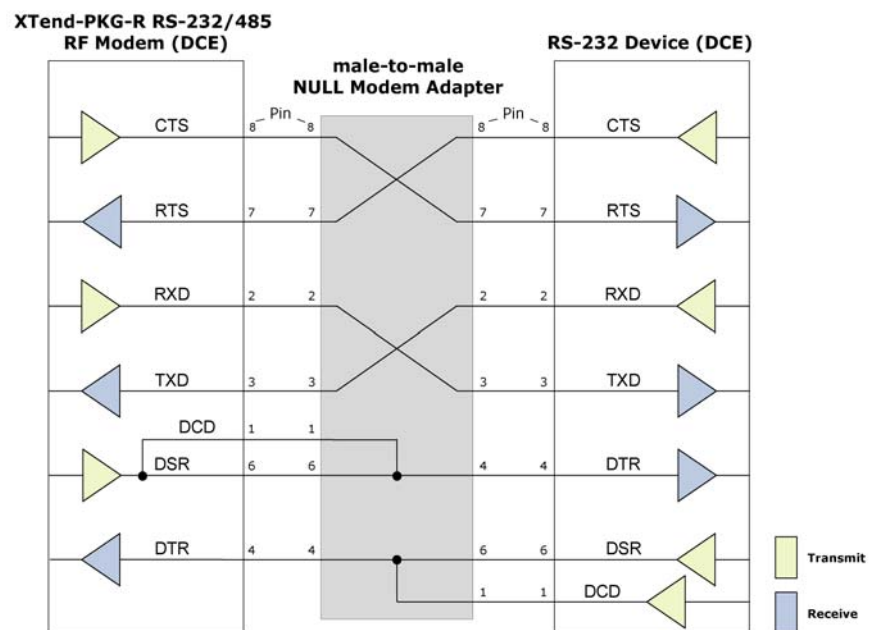 XTend-PKG-R RS-232/485
RF Modem (DCE)
RS-232 Device (DCE)
male-to-male
NULL Modem Adapter
CTS 8 Pin 8 8 Pin 8 CTS
RTS 7 7 7 7 RTS
RXD 2 2 2 2 RXD
TXD 3 3 3 3 TXD
DCD 1 1
DSR 6 6 4 4 DTR
DTR 4 4 6 6 DSR
1 1 DCD
Transmit
Receive